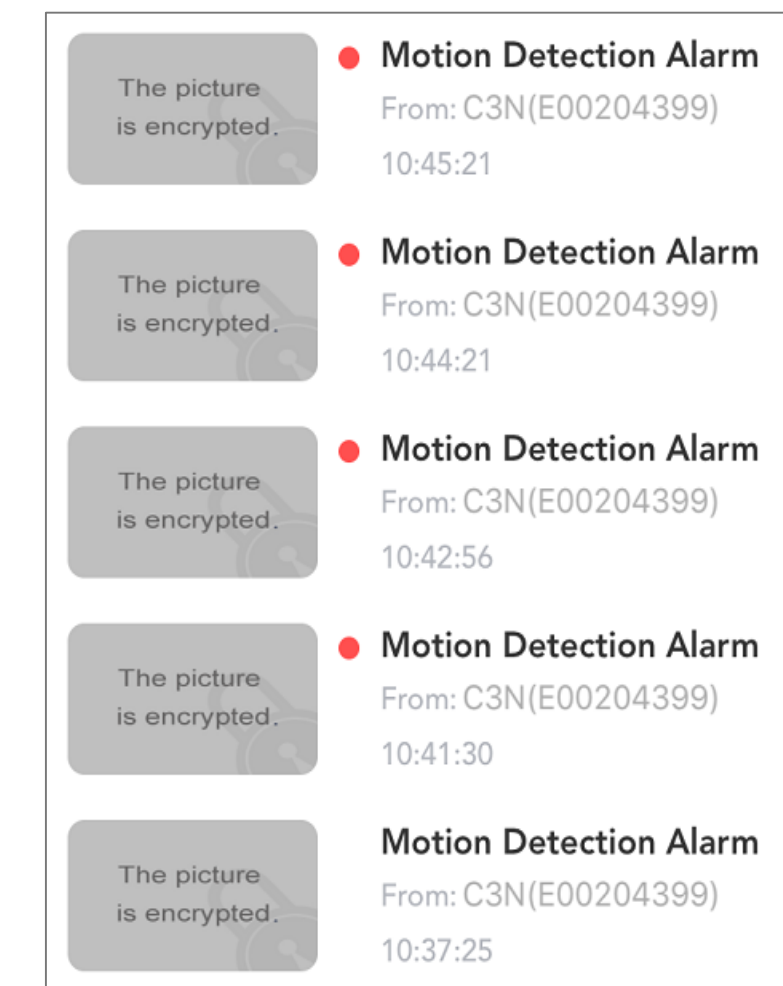 The picture
is encrypted.
Motion Detection Alarm
From: C3N(E00204399)
10:45:21
The picture
is encrypted.
Motion Detection Alarm
From: C3N(E00204399)
10:44:21
The picture
is encrypted.
Motion Detection Alarm
From: C3N(E00204399)
10:42:56
The picture
is encrypted.
Motion Detection Alarm
From: C3N(E00204399)
10:41:30
The picture
is encrypted.
Motion Detection Alarm
From: C3N(E00204399)
10:37:25